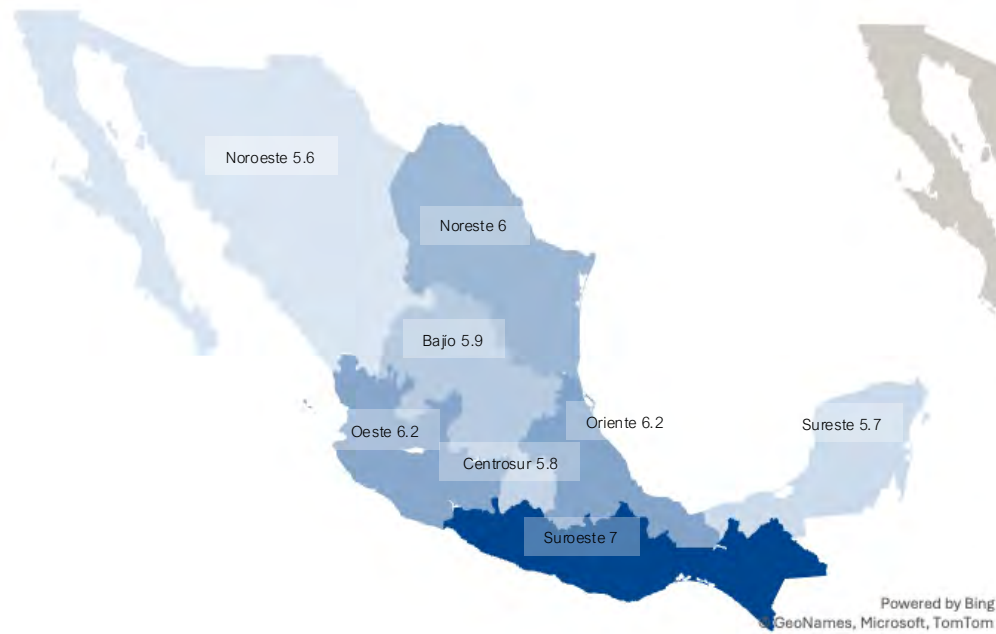 Noroeste 5.6
Noreste 6
Bajío 5.9
Oeste 6.2
Oriente 6.2
Sureste 5.7
Centrosur 5.8
Suroeste 7
Powered by Bing
© GeoNames, Microsoft, TomTom